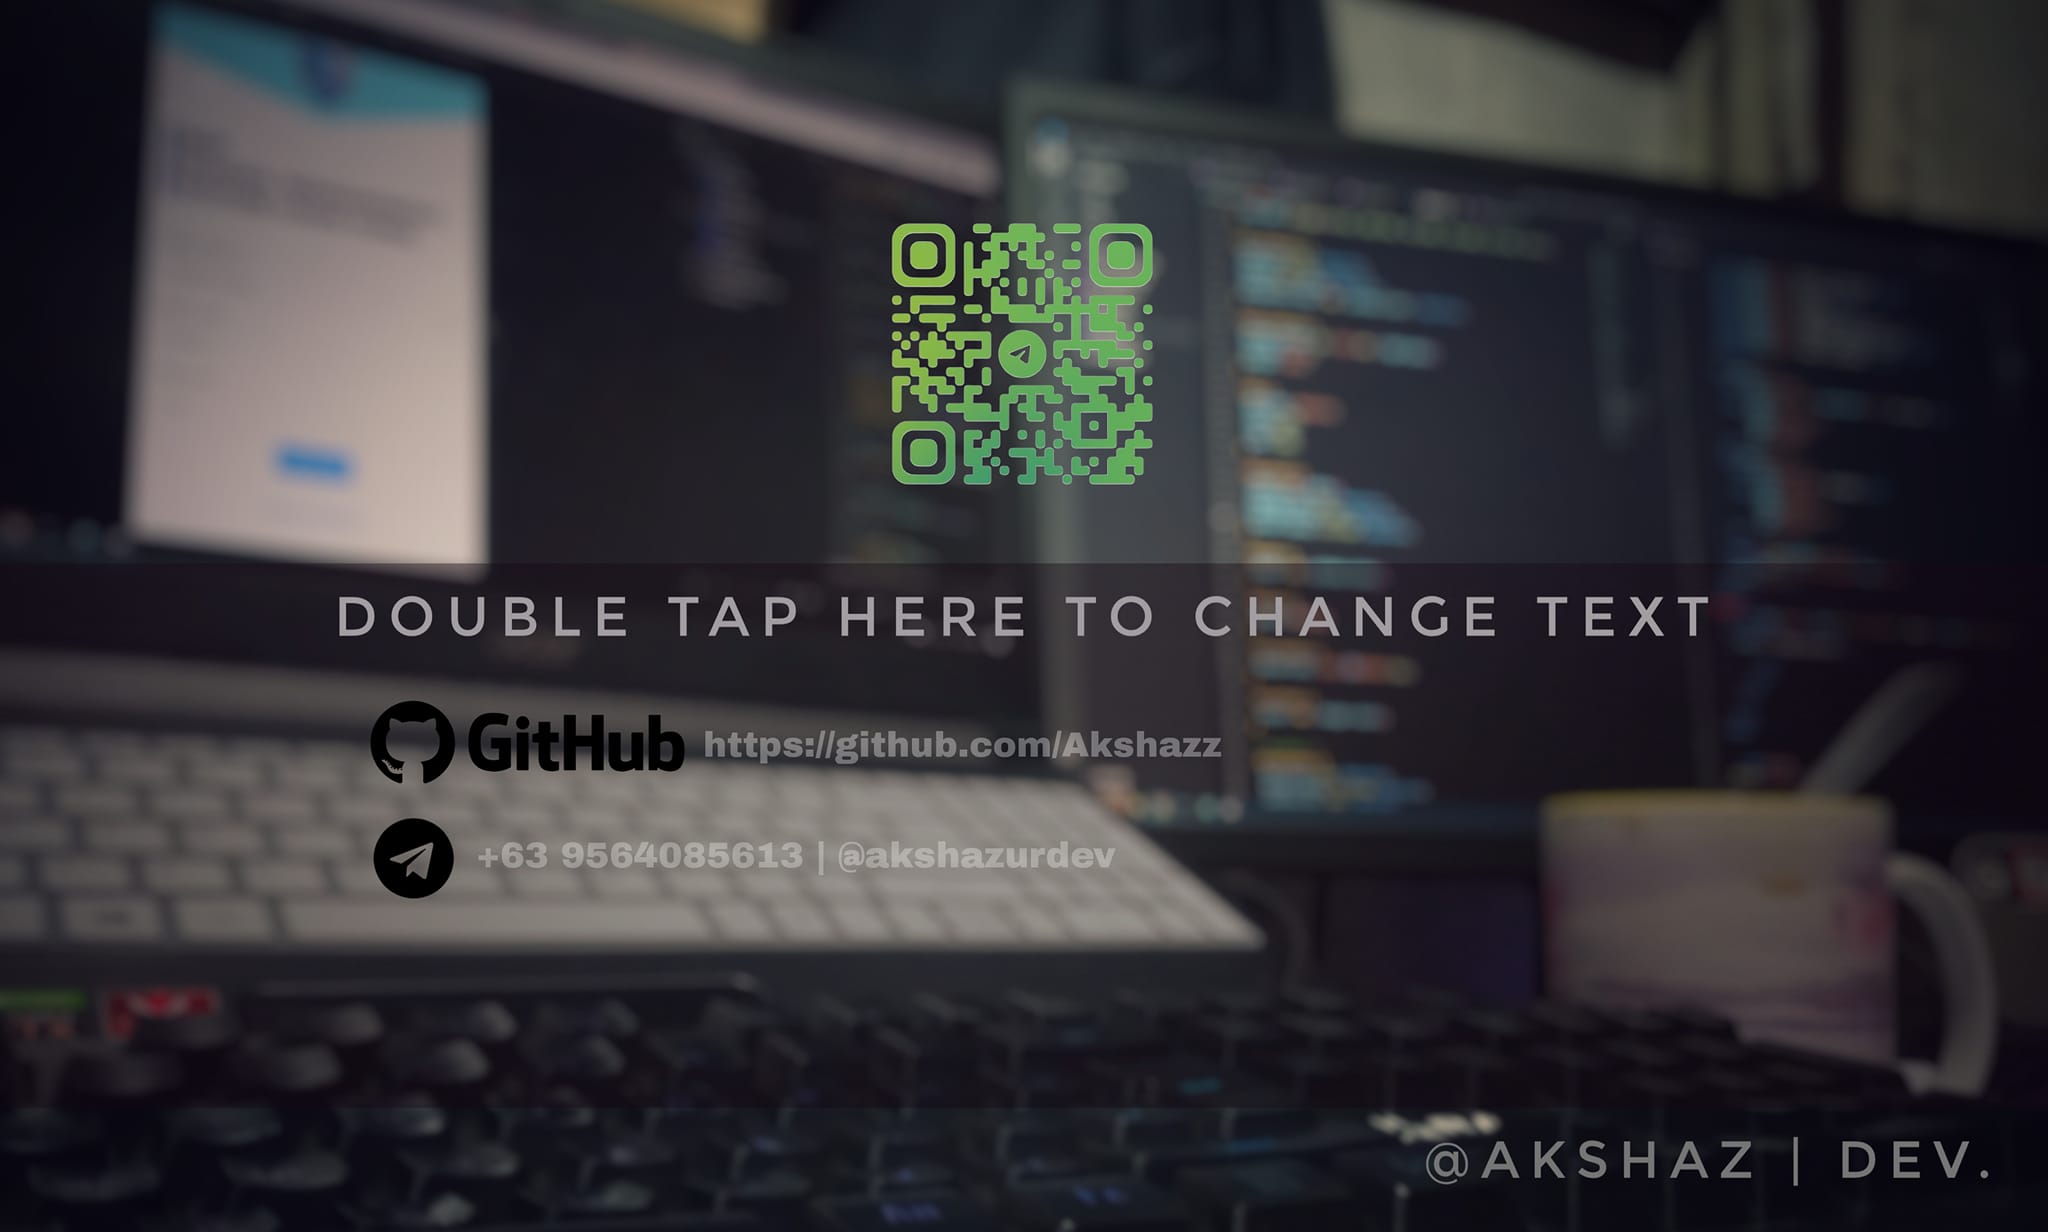 DOUBLE TAP HERE TO CHANGE TEXT
GitHub https://github.com/Akshazz
+63 9564085613 | @akshazurdev
@AKSHAZ | DEV.